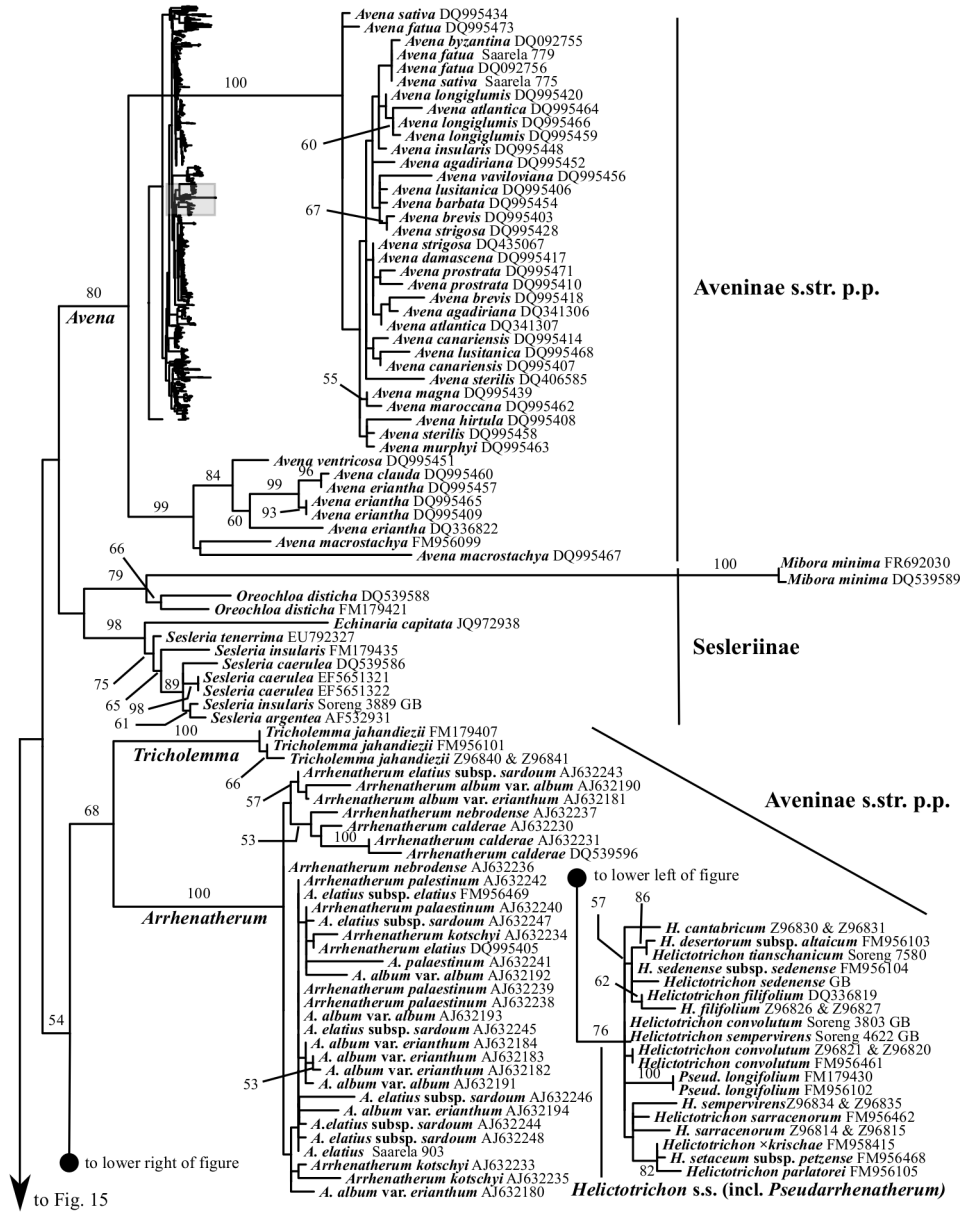 Avena sativa DQ995434
Avena fatua DQ995473
Avena byzantina DQ092755
Avena fatua Saarela 779
Avena fatua DQ092756
Avena sativa Saarela 775
100
Avena longiglumis DQ995420
Avena atlantica DQ995464
Avena longiglumis DQ995466
Avena longiglumis DQ995459
60
Avena insularis DQ995448
Avena agadiriana DQ995452
Avena vaviloviana DQ995456
Avena lusitanica DQ995406
Avena barbata DQ995454
67
Avena brevis DQ995403
Avena strigosa DQ995428
Avena strigosa DQ435067
Avena damascena DQ995417
Avena prostrata DQ995471
Avena prostrata DQ995410
Aveninae s.str. p.p.
80
Avena brevis DQ995418
Avena agadiriana DQ341306
Avena
Avena atlantica DQ341307
Avena canariensis DQ995414
Avena lusitanica DQ995468
Avena canariensis DQ995407
55
Avena sterilis DQ406585
Avena magna DQ995439
Avena maroccana DQ995462
Avena hirtula DQ995408
Avena sterilis DQ995458
Avena murphyi DQ995463
Avena ventricosa DQ995451
84
96
Avena clauda DQ995460
99
Avena eriantha DQ995457
99
Avena eriantha DQ995465
93
Avena eriantha DQ995409
60
Avena eriantha DQ336822
Avena macrostachya FM956099
Avena macrostachya DQ995467
66
100
Mibora minima FR692030
79
Mibora minima DQ539589
Oreochloa disticha DQ539588
Oreochloa disticha FM179421
98
Echinaria capitata JQ972938
Sesleria tenerrima EU792327
Sesleriinae
Sesleria insularis FM179435
75
Sesleria caerulea DQ539586
89
Sesleria caerulea EF5651321
65
98
Sesleria caerulea EF5651322
Sesleria insularis Soreng 3889 GB
61
Sesleria argentea AF532931
100
Tricholemma jahandiezii FM179407
Tricholemma
Tricholemma jahandiezii FM956101
Tricholemma jahandiezii Z96840 & Z96841
66
Arrhenatherum elatius subsp. sardoum AJ632243
Arrhenatherum album var. album AJ632190
57
Arrhenatherum album var. erianthum AJ632181
Aveninae s.str. p.p.
68
Arrhenhatherum nebrodense AJ632237
Arrhenatherum calderae AJ632230
53
100
Arrhenatherum calderae AJ632231
Arrhenatherum calderae DQ539596
Arrhenatherum nebrodense AJ632236
to lower left of figure
100
Arrhenatherum
Arrhenatherum palestinum AJ632242
A. elatius subsp. elatius FM956469
Arrhenatherum palaestinum AJ632240
A. elatius subsp. sardoum AJ632247
Arrhenatherum kotschyi AJ632234
Arrhenatherum elatius DQ995405
A. palaestinum AJ632241
A. album var. album AJ632192
Arrhenatherum palaestinum AJ632239
Arrhenatherum palaestinum AJ632238
A. album var. album AJ632193
A. elatius subsp. sardoum AJ632245
A. album var. erianthum AJ632184
A. album var. erianthum AJ632183
A. album var. erianthum AJ632182
53
A. album var. album AJ632191
A. elatius subsp. sardoum AJ632246
A. album var. erianthum AJ632194
A.elatius subsp. sardoum AJ632244
A. elatius subsp. sardoum AJ632248
A. elatius Saarela 903
Arrhenatherum kotschyi AJ632233
Arrhenatherum kotschyi AJ632235
A. album var. erianthum AJ632180
57
86
H. cantabricum Z96830 & Z96831
H. desertorum subsp. altaicum FM956103
Helictotrichon tianschanicum Soreng 7580
H. sedenense subsp. sedenense FM956104
Helictotrichon sedenense GB
62
Helictotrichon filifolium DQ336819
H. filifolium Z96826 & Z96827
Helictotrichon convolutum Soreng 3803 GB
76
Helictotrichon sempervirens Soreng 4622 GB
Helictotrichon convolutum Z96821 & Z96820
Helictotrichon convolutum FM956461
100
Pseud. longifolium FM179430
Pseud. longifolium FM956102
H. sempervirensZ96834 & Z96835
Helictotrichon sarracenorum FM956462
H. sarracenorum Z96814 & Z96815
Helictotrichon ×krischae FM958415
H. setaceum subsp. petzense FM956468
82
Helictotrichon parlatorei FM956105
Helictotrichon s.s. (incl. Pseudarrhenatherum)
54
to lower right of figure
to Fig. 15